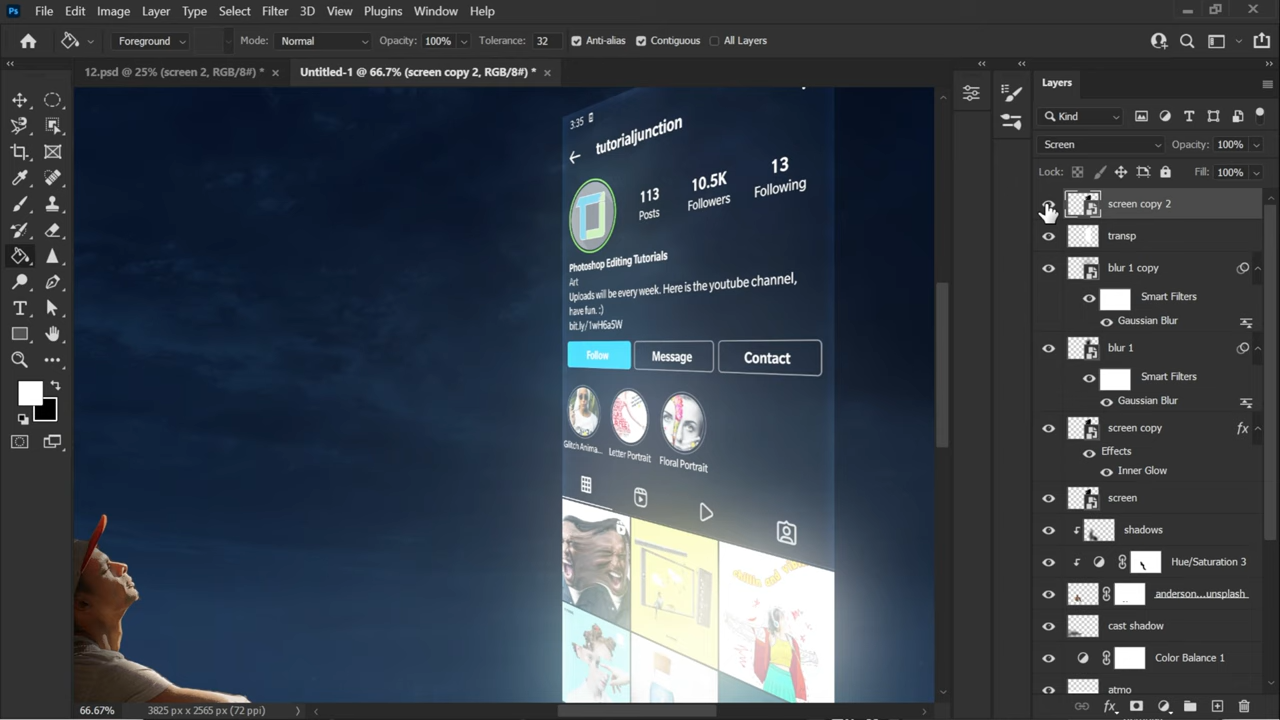 Ps File Edit Image Layer Type Select Filter 3D View Plugins Window Help
Foreground Mode: Normal Opacity: 100% Tolerance: 32 Anti-alias Contiguous All Layers
12.psd @ 25% (screen 2, RGB/8#) * × Untitled-1 @ 66.7% (screen copy 2, RGB/8#) * ×
Layers
Kind
Screen Opacity: 100%
Lock: Fill: 100%
screen copy 2
transp
blur 1 copy
Smart Filters
Gaussian Blur
blur 1
Smart Filters
Gaussian Blur
screen copy fx
Effects
Inner Glow
screen
shadows
Hue/Saturation 3
anderson...unsplash
cast shadow
Color Balance 1
atmo
3:35
tutorialjunction
113 10.5K 13
Posts Followers Following
Photoshop Editing Tutorials
Art
Uploads will be every week. Here is the youtube channel,
have fun. :)
bit.ly/1wH6a5W
Follow Message Contact
Glitch Anima... Letter Portrait Floral Portrait
66.67% 3825 px x 2565 px (72 ppi)
fx